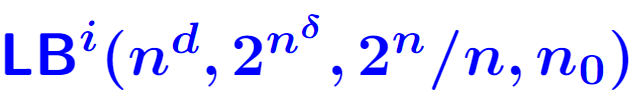 LB^i(n^d, 2^{n^δ}, 2^n/n, n_0)